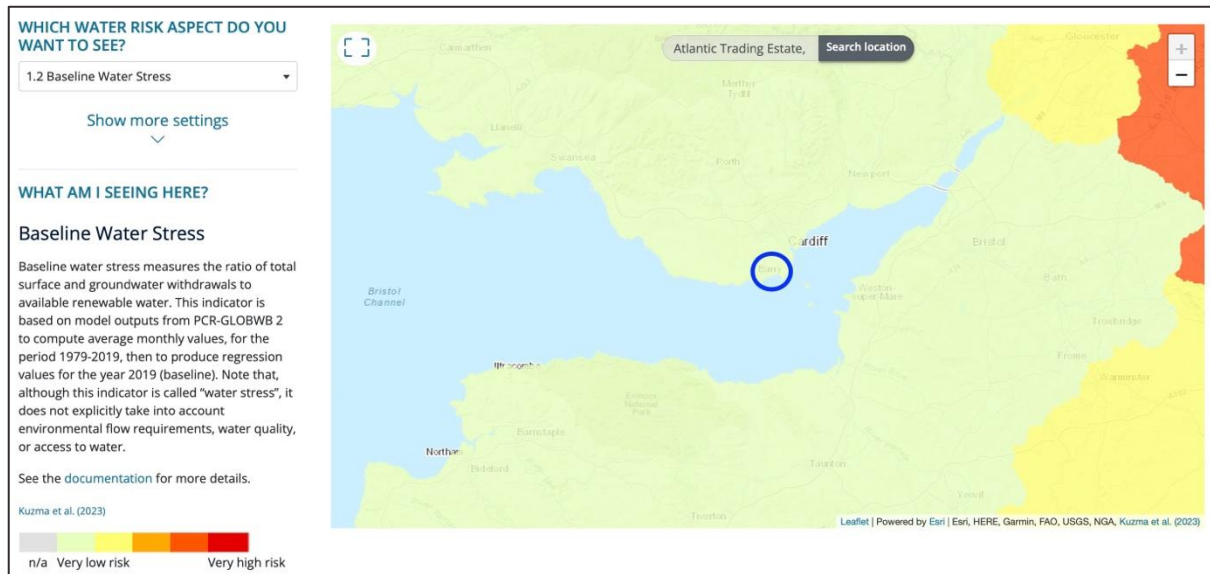 WHICH WATER RISK ASPECT DO YOU
WANT TO SEE?
1.2 Baseline Water Stress
Show more settings
WHAT AM I SEEING HERE?
Baseline Water Stress
Baseline water stress measures the ratio of total
surface and groundwater withdrawals to
available renewable water. This indicator is
based on model outputs from PCR-GLOBWB 2
to compute average monthly values, for the
period 1979-2019, then to produce regression
values for the year 2019 (baseline). Note that,
although this indicator is called “water stress”, it
does not explicitly take into account
environmental flow requirements, water quality,
or access to water.
See the documentation for more details.
Kuzma et al. (2023)
n/a Very low risk Very high risk
Atlantic Trading Estate, Search location
+
−
Carmarthen
Gloucester
Merthyr
Tydfil
Llanelli
Swansea
Porth
Newport
Cardiff
Barry
Bristol
Bath
Bristol
Channel
Weston-
super-Mare
Trowbridge
Frome
Warminster
Ilfracombe
Exmoor
National
Park
Barnstaple
Northam
Bideford
Taunton
Yeovil
Tiverton
Leaflet | Powered by Esri | Esri, HERE, Garmin, FAO, USGS, NGA, Kuzma et al. (2023)